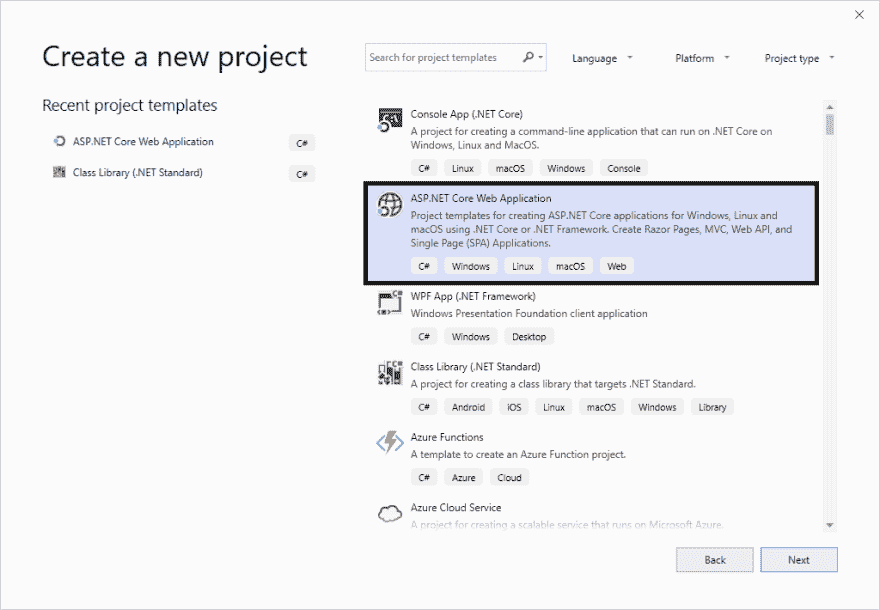 Create a new project
Search for project templates
Language
Platform
Project type
Recent project templates
ASP.NET Core Web Application
C#
Class Library (.NET Standard)
C#
Console App (.NET Core)
A project for creating a command-line application that can run on .NET Core on
Windows, Linux and MacOS.
C# Linux macOS Windows Console
ASP.NET Core Web Application
Project templates for creating ASP.NET Core applications for Windows, Linux and
macOS using .NET Core or .NET Framework. Create Razor Pages, MVC, Web API, and
Single Page (SPA) Applications.
C# Windows Linux macOS Web
WPF App (.NET Framework)
Windows Presentation Foundation client application
C# Windows Desktop
Class Library (.NET Standard)
A project for creating a class library that targets .NET Standard.
C# Android iOS Linux macOS Windows Library
Azure Functions
A template to create an Azure Function project.
C# Azure Cloud
Azure Cloud Service
A project for creating a scalable service that runs on Microsoft Azure.
Back
Next